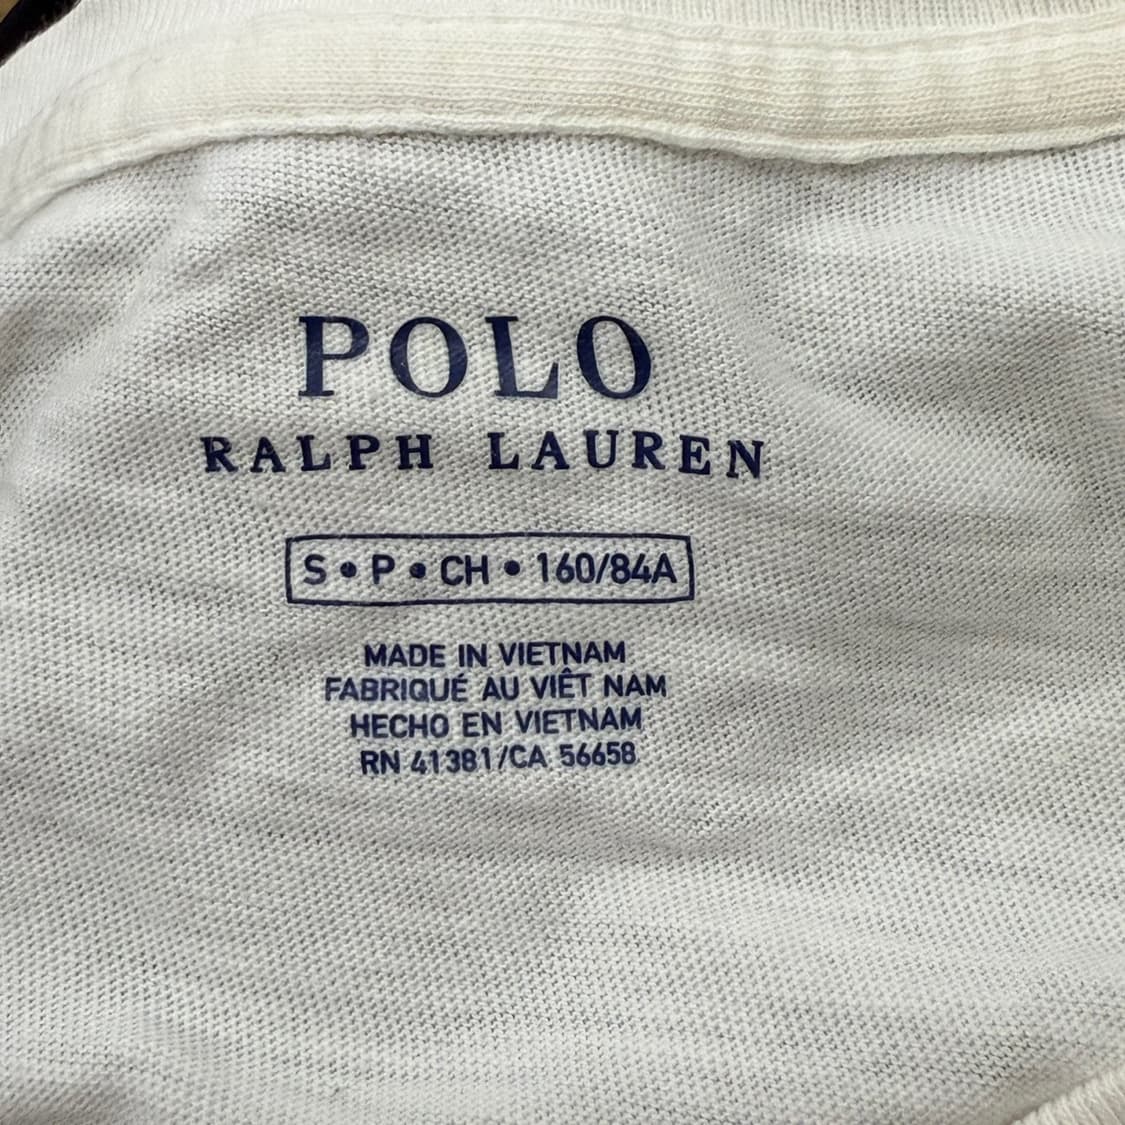 POLO
RALPH LAUREN
S • P • CH • 160/84A
MADE IN VIETNAM
FABRIQUÉ AU VIÊT NAM
HECHO EN VIETNAM
RN 41381/CA 56658